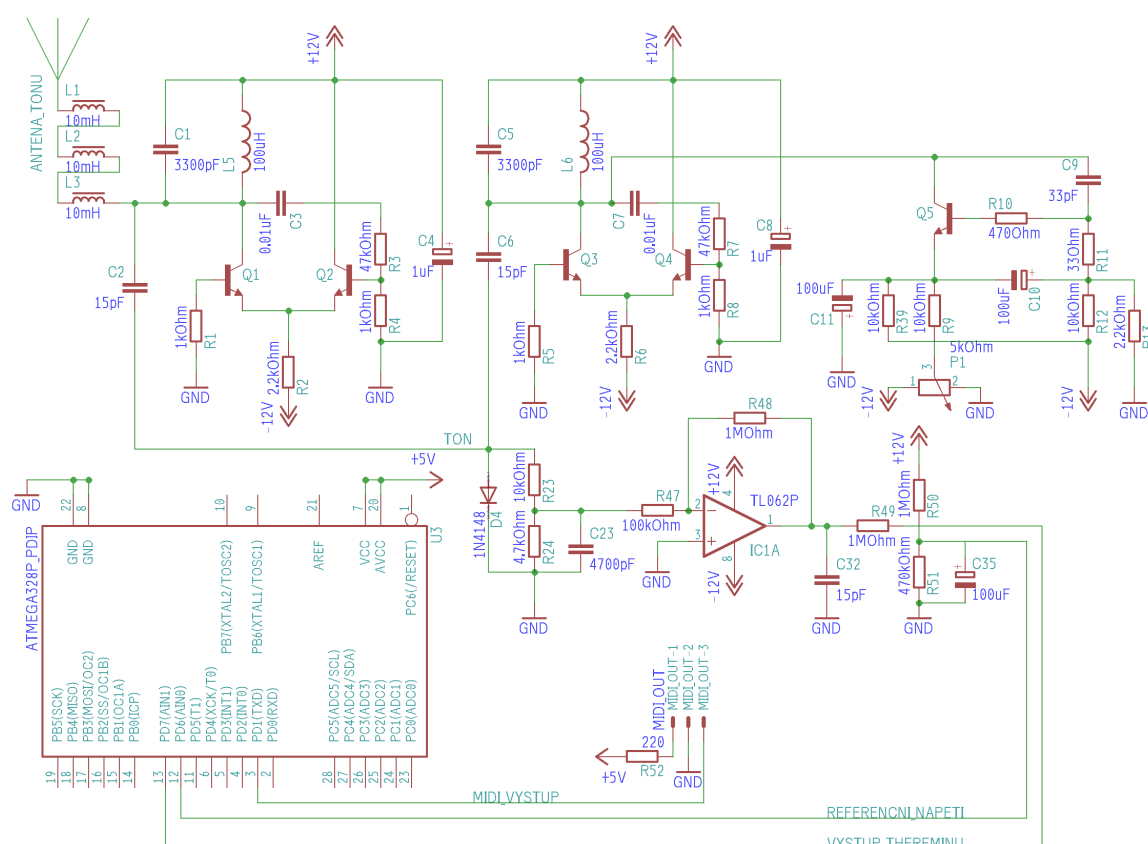 ANTENA_TONU
L1
10mH
L2
10mH
L3
10mH
+12V
C1
3300pF
L5
100uH
C3
0.01uF
C2
15pF
Q1
Q2
47kOhm
R3
C4
+
1uF
1kOhm
R1
1kOhm
R4
2.2kOhm
R2
GND
-12V
GND
+12V
C5
3300pF
L6
100uH
C7
0.01uF
C6
15pF
Q3
Q4
47kOhm
R7
C8
+
1uF
1kOhm
R5
1kOhm
R8
2.2kOhm
R6
GND
-12V
GND
C9
33pF
Q5
R10
470Ohm
33Ohm
R11
100uF
C11
+
10kOhm
R39
10kOhm
R9
100uF
C10
+
10kOhm
R12
2.2kOhm
GND
5kOhm
P1
3
1
2
-12V
GND
-12V
GND
TON
+5V
10kOhm
R23
1N4148
D4
4.7kOhm
R24
C23
4700pF
GND
R47
100kOhm
R48
1MOhm
+12V
4
TL062P
2
-
3
+
1
8
IC1A
-12V
GND
C32
15pF
GND
R49
1MOhm
+12V
1MOhm
R50
470kOhm
R51
C35
+
100uF
GND
GND
ATMEGA328P_PDIP
U3
22
8
10
9
21
7
20
1
GND
GND
PB7(XTAL2/TOSC2)
PB6(XTAL1/TOSC1)
AREF
VCC
AVCC
PC6(/RESET)
PB5(SCK)
PB4(MISO)
PB3(MOSI/OC2)
PB2(SS/OC1B)
PB1(OC1A)
PB0(ICP)
PD7(AIN1)
PD6(AIN0)
PD5(T1)
PD4(XCK/T0)
PD3(INT1)
PD2(INT0)
PD1(TXD)
PD0(RXD)
PC5(ADC5/SCL)
PC4(ADC4/SDA)
PC3(ADC3)
PC2(ADC2)
PC1(ADC1)
PC0(ADC0)
19
18
17
16
15
14
13
12
11
6
5
4
3
2
28
27
26
25
24
23
MIDI_OUT
MIDI_OUT-1
MIDI_OUT-2
MIDI_OUT-3
220
R52
+5V
GND
MIDI_VYSTUP
REFERENCNI_NAPETI
VYSTUP_THEREMINU